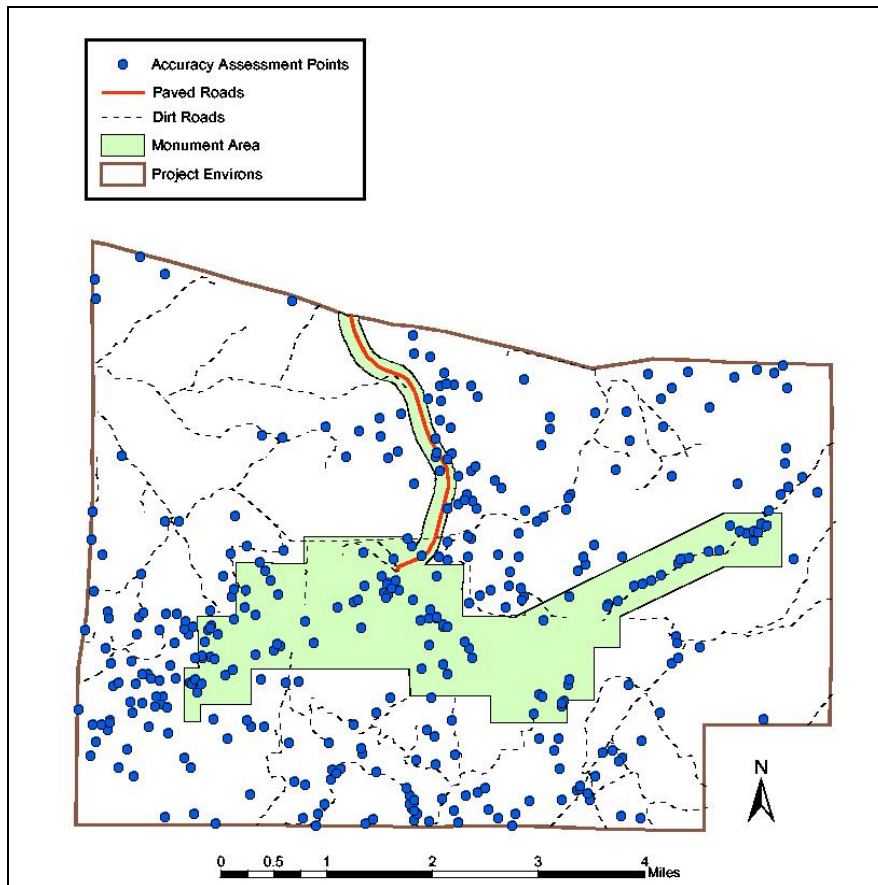 Accuracy Assessment Points
Paved Roads
Dirt Roads
Monument Area
Project Environs
N
0 0.5 1 2 3 4
Miles